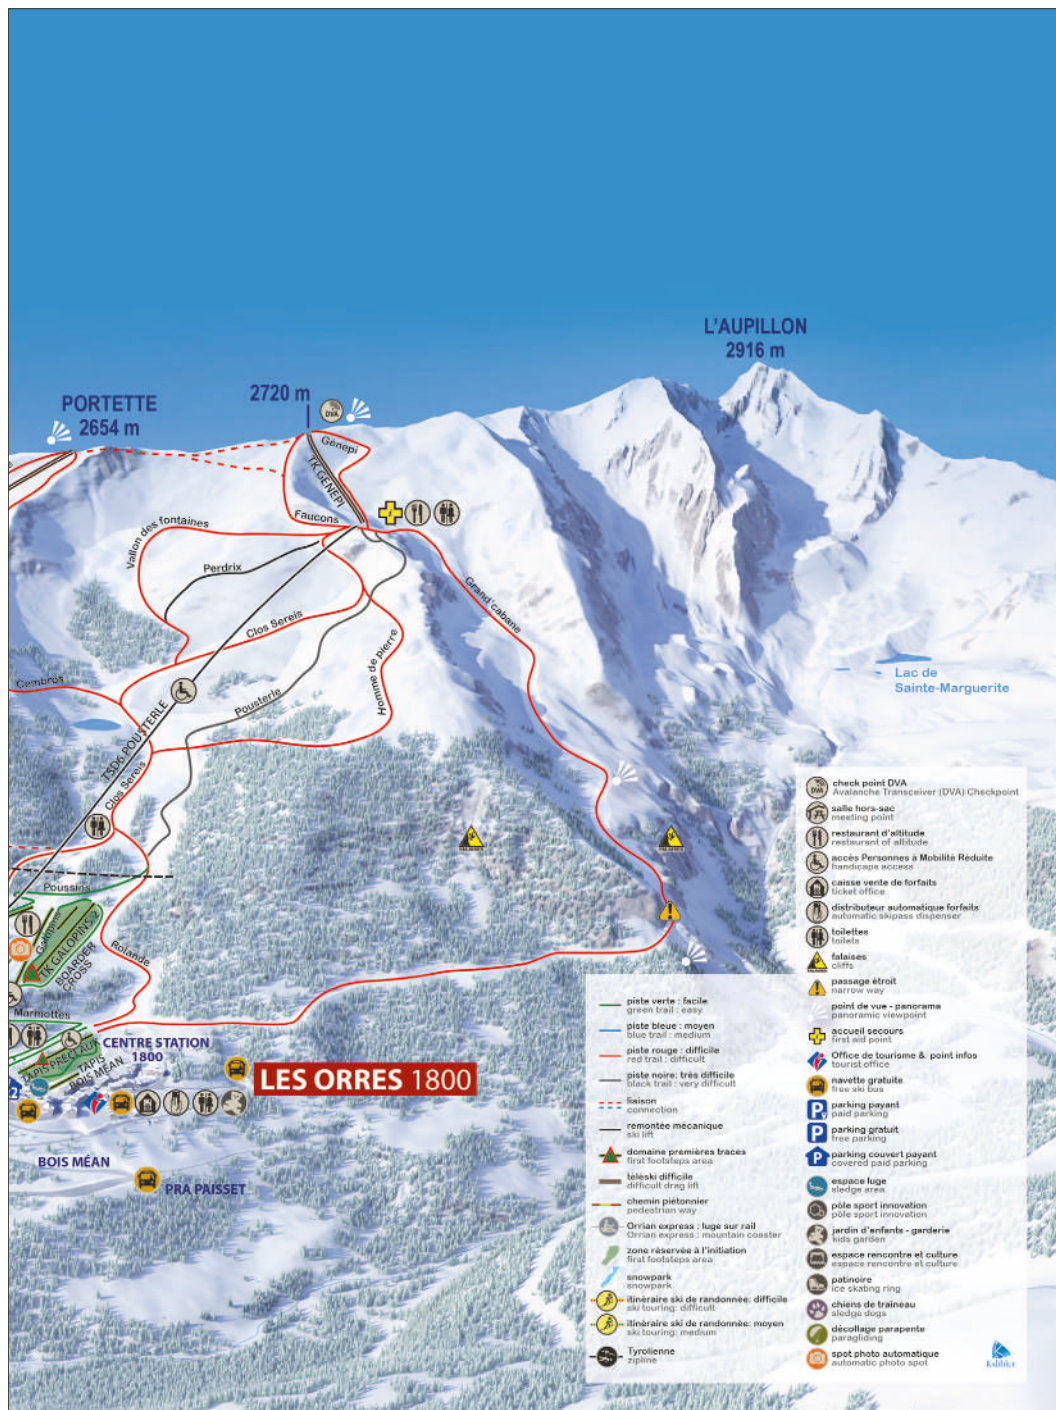 L'AUPILLON
2916 m
2720 m
DVA
PORTETTE
2654 m
Génepi
TK GENEPI
Faucons
Vallon des fontaines
Perdrix
Grand'cabane
Clos Sereis
Homme de pierre
Cembros
Pousterle
TSD6 POUSTERLE
Clos Sereis
Lac de
Sainte-Marguerite
Poussins
Galopins
TK GALOPINS 2
BOARDER
CROSS
Rolande
Marmottes
TAPIS PRECLAUX
TAPIS
BOIS MÉAN
CENTRE STATION
1800
LES ORRES 1800
BOIS MÉAN
PRA PAISSET
check point DVA
Avalanche Transceiver (DVA) Checkpoint
salle hors-sac
meeting point
restaurant d'altitude
restaurant of altitude
accès Personnes à Mobilité Réduite
handicaps access
caisse vente de forfaits
ticket office
distributeur automatique forfaits
automatic skipass dispenser
toilettes
toilets
falaises
cliffs
passage étroit
narrow way
point de vue - panorama
panoramic viewpoint
accueil secours
first aid point
Office de tourisme & point infos
tourist office
navette gratuite
free ski bus
parking payant
paid parking
parking gratuit
free parking
parking couvert payant
covered paid parking
espace luge
sledge area
pôle sport innovation
pôle sport innovation
jardin d'enfants - garderie
kids garden
espace rencontre et culture
espace rencontre et culture
patinoire
ice skating ring
chiens de traîneau
sledge dogs
décollage parapente
paragliding
spot photo automatique
automatic photo spot
piste verte : facile
green trail : easy
piste bleue : moyen
blue trail : medium
piste rouge : difficile
red trail : difficult
piste noire: très difficile
black trail : very difficult
liaison
connection
remontée mécanique
ski lift
domaine premières traces
first footsteps area
téléski difficile
difficult drag lift
chemin piétonnier
pedestrian way
Orrian express : luge sur rail
Orrian express : mountain coaster
zone réservée à l'initiation
first footsteps area
snowpark
snowpark
itinéraire ski de randonnée: difficile
ski touring: difficult
itinéraire ski de randonnée: moyen
ski touring: medium
Tyrolienne
zipline
Kaliblue